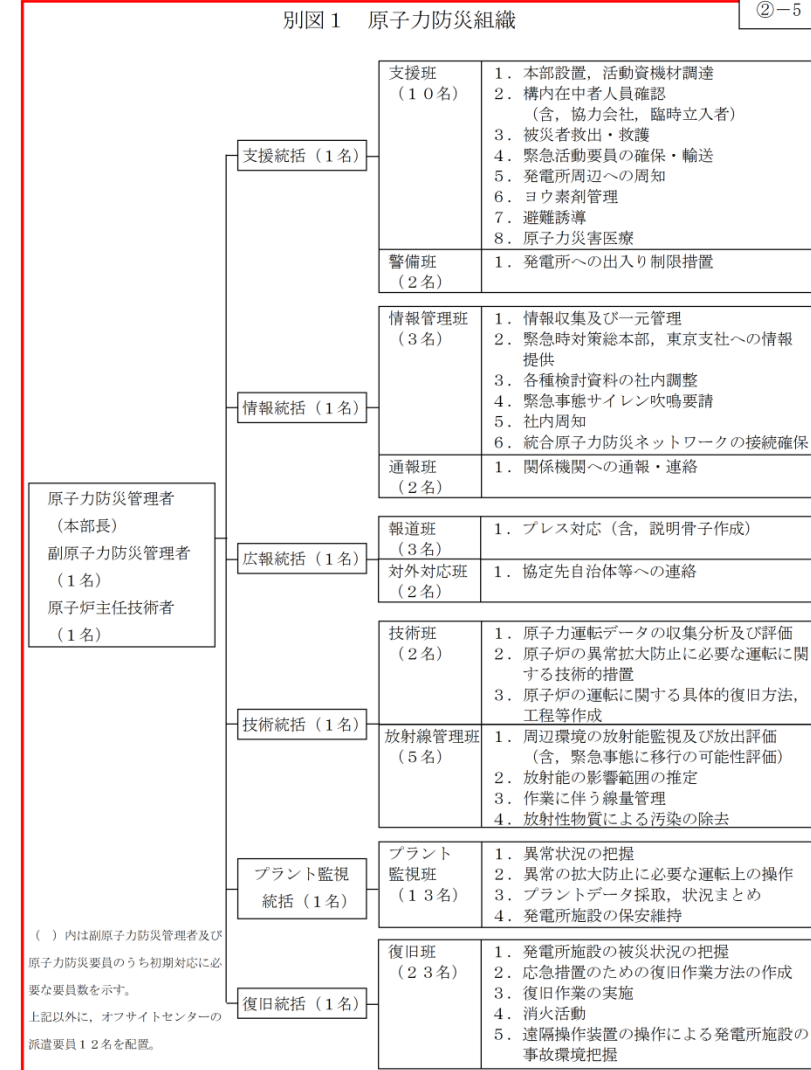 別図１　原子力防災組織
②－5
原子力防災管理者
（本部長）
副原子力防災管理者
（１名）
原子炉主任技術者
（１名）
支援統括（１名）
支援班
（１０名）
１．本部設置，活動資機材調達
２．構内在中者人員確認
（含，協力会社，臨時立入者）
３．被災者救出・救護
４．緊急活動要員の確保・輸送
５．発電所周辺への周知
６．ヨウ素剤管理
７．避難誘導
８．原子力災害医療
警備班
（２名）
１．発電所への出入り制限措置
情報統括（１名）
情報管理班
（３名）
１．情報収集及び一元管理
２．緊急時対策総本部，東京支社への情報
提供
３．各種検討資料の社内調整
４．緊急事態サイレン吹鳴要請
５．社内周知
６．統合原子力防災ネットワークの接続確保
通報班
（２名）
１．関係機関への通報・連絡
広報統括（１名）
報道班
（３名）
１．プレス対応（含，説明骨子作成）
対外対応班
（２名）
１．協定先自治体等への連絡
技術統括（１名）
技術班
（２名）
１．原子力運転データの収集分析及び評価
２．原子炉の異常拡大防止に必要な運転に関
する技術的措置
３．原子炉の運転に関する具体的復旧方法，
工程等作成
放射線管理班
（５名）
１．周辺環境の放射能監視及び放出評価
（含，緊急事態に移行の可能性評価）
２．放射能の影響範囲の推定
３．作業に伴う線量管理
４．放射性物質による汚染の除去
プラント監視
統括（１名）
プラント
監視班
（１３名）
１．異常状況の把握
２．異常の拡大防止に必要な運転上の操作
３．プラントデータ採取，状況まとめ
４．発電所施設の保安維持
復旧統括（１名）
復旧班
（２３名）
１．発電所施設の被災状況の把握
２．応急措置のための復旧作業方法の作成
３．復旧作業の実施
４．消火活動
５．遠隔操作装置の操作による発電所施設の
事故環境把握
（　）内は副原子力防災管理者及び
原子力防災要員のうち初期対応に必
要な要員数を示す。
上記以外に，オフサイトセンターの
派遣要員１２名を配置。